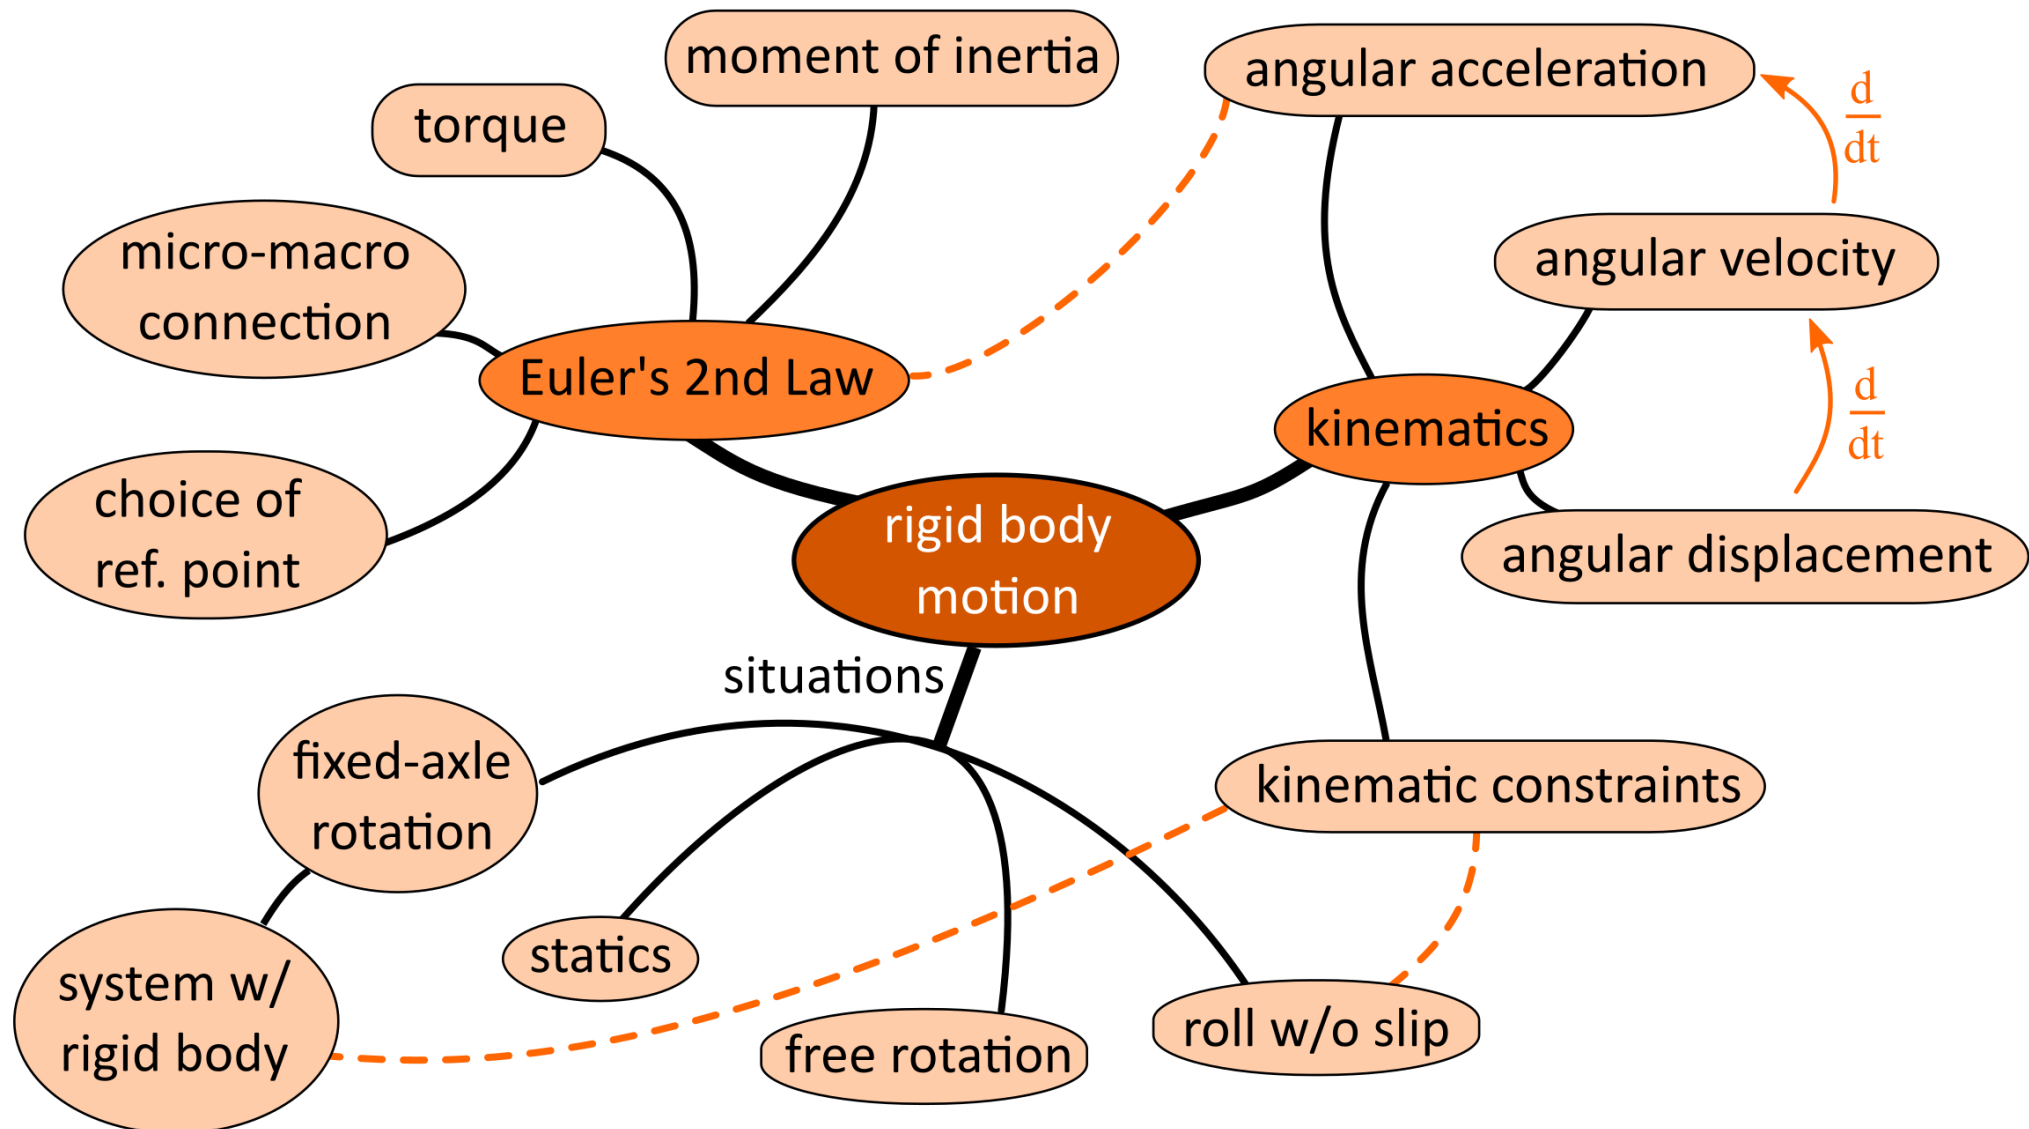 moment of inertia
angular acceleration
torque
d
dt
micro-macro
connection
angular velocity
Euler's 2nd Law
kinematics
d
dt
choice of
ref. point
rigid body
motion
angular displacement
situations
fixed-axle
rotation
kinematic constraints
statics
system w/
rigid body
free rotation
roll w/o slip